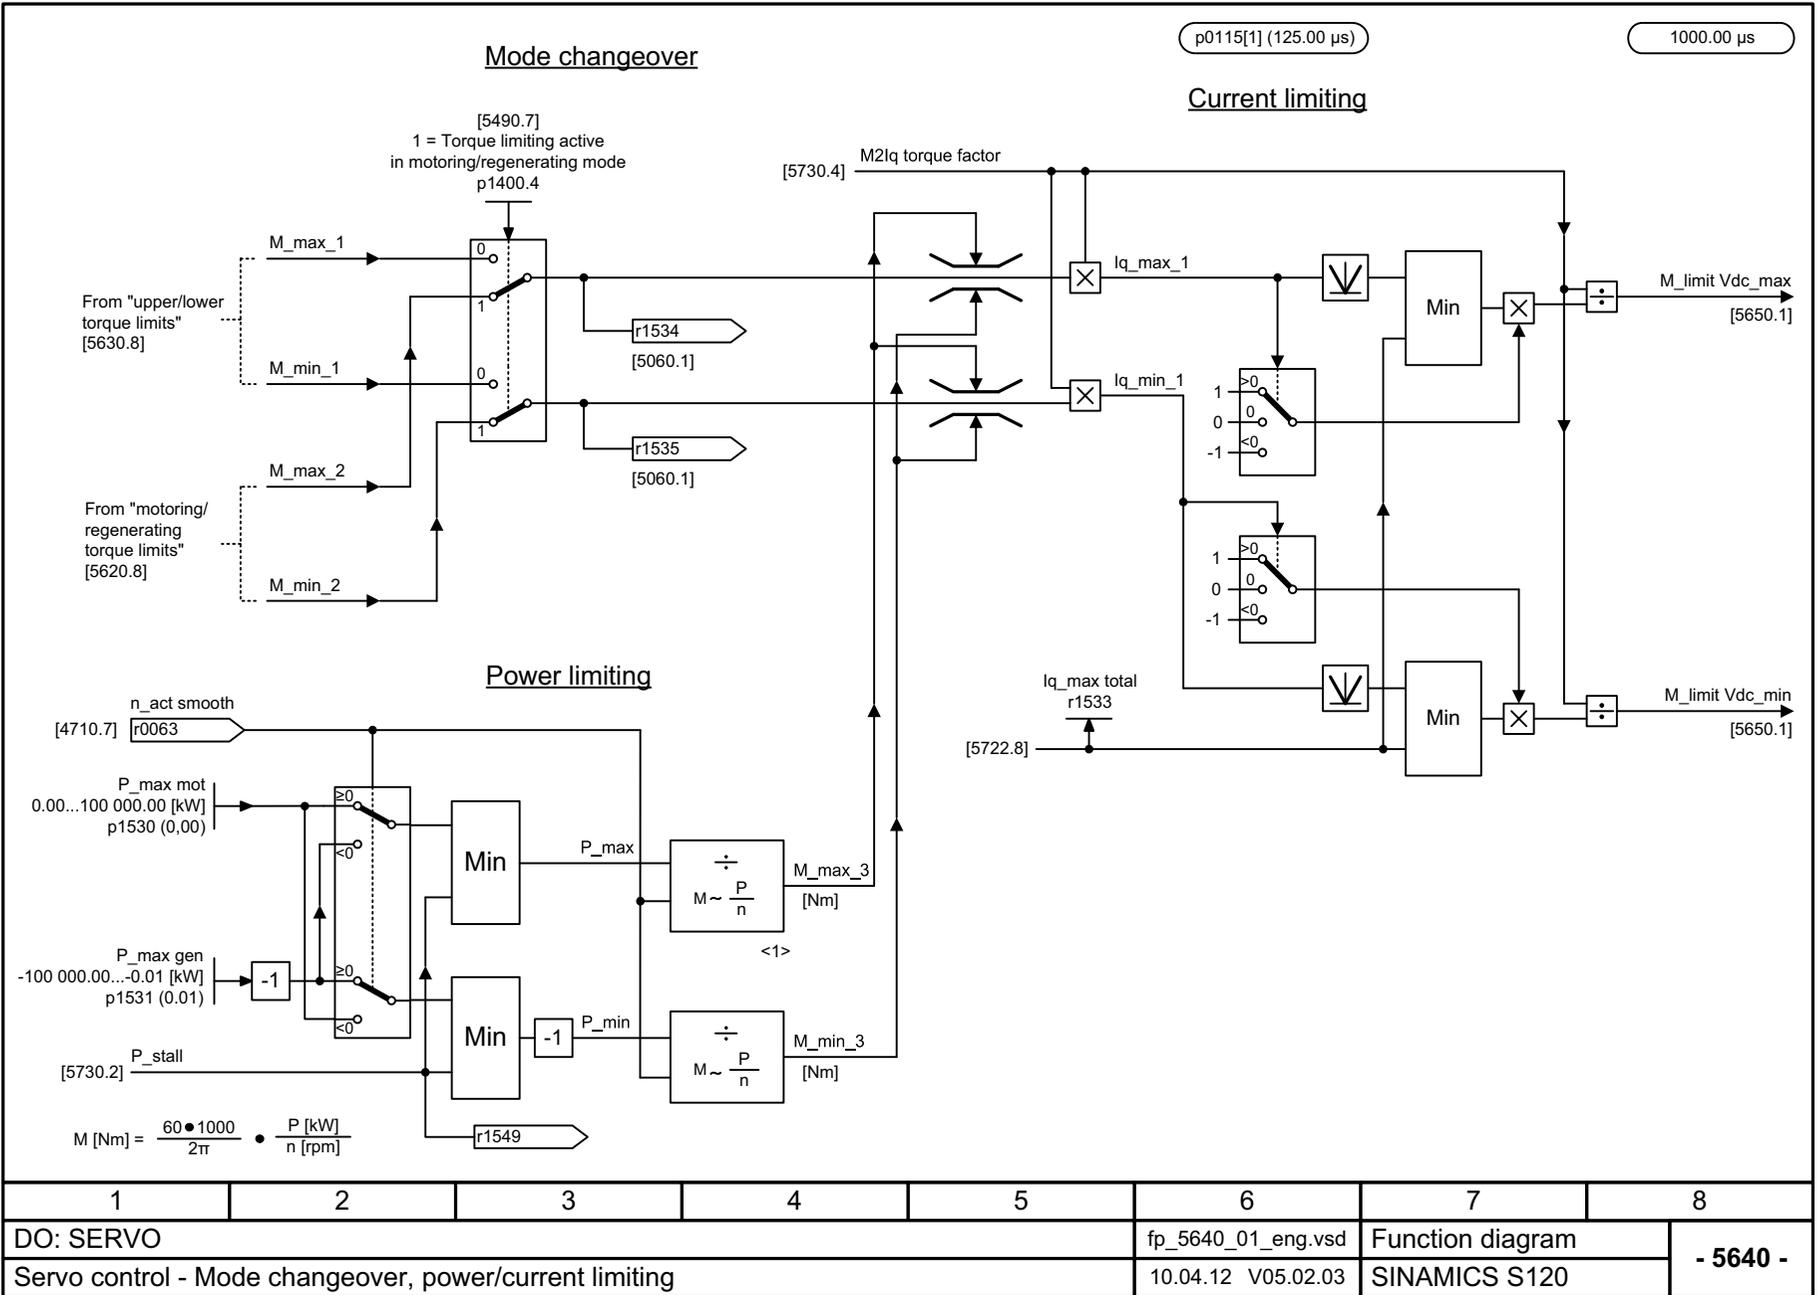 p0115[1] (125.00 µs)
1000.00 µs
Mode changeover
Current limiting
[5490.7]
1 = Torque limiting active
in motoring/regenerating mode
p1400.4
M2Iq torque factor
[5730.4]
M_max_1
0
1
From "upper/lower
torque limits"
[5630.8]
M_min_1
0
1
r1534
[5060.1]
r1535
[5060.1]
M_max_2
From "motoring/
regenerating
torque limits"
[5620.8]
M_min_2
Iq_max_1
Iq_min_1
Min
M_limit Vdc_max
[5650.1]
1
>0
0
0
-1
<0
1
>0
0
0
-1
<0
Iq_max total
r1533
[5722.8]
Min
M_limit Vdc_min
[5650.1]
Power limiting
n_act smooth
[4710.7]
r0063
P_max mot
0.00...100 000.00 [kW]
p1530 (0,00)
≥0
<0
Min
P_max
÷
M~ P
n
M_max_3
[Nm]
<1>
P_max gen
-100 000.00...-0.01 [kW]
p1531 (0.01)
-1
≥0
<0
Min
-1
P_min
÷
M~ P
n
M_min_3
[Nm]
P_stall
[5730.2]
r1549
M [Nm] = 60●1000 ● P [kW]
2π n [rpm]
1 2 3 4 5 6 7 8
DO: SERVO
fp_5640_01_eng.vsd
Function diagram
- 5640 -
Servo control - Mode changeover, power/current limiting
10.04.12 V05.02.03
SINAMICS S120